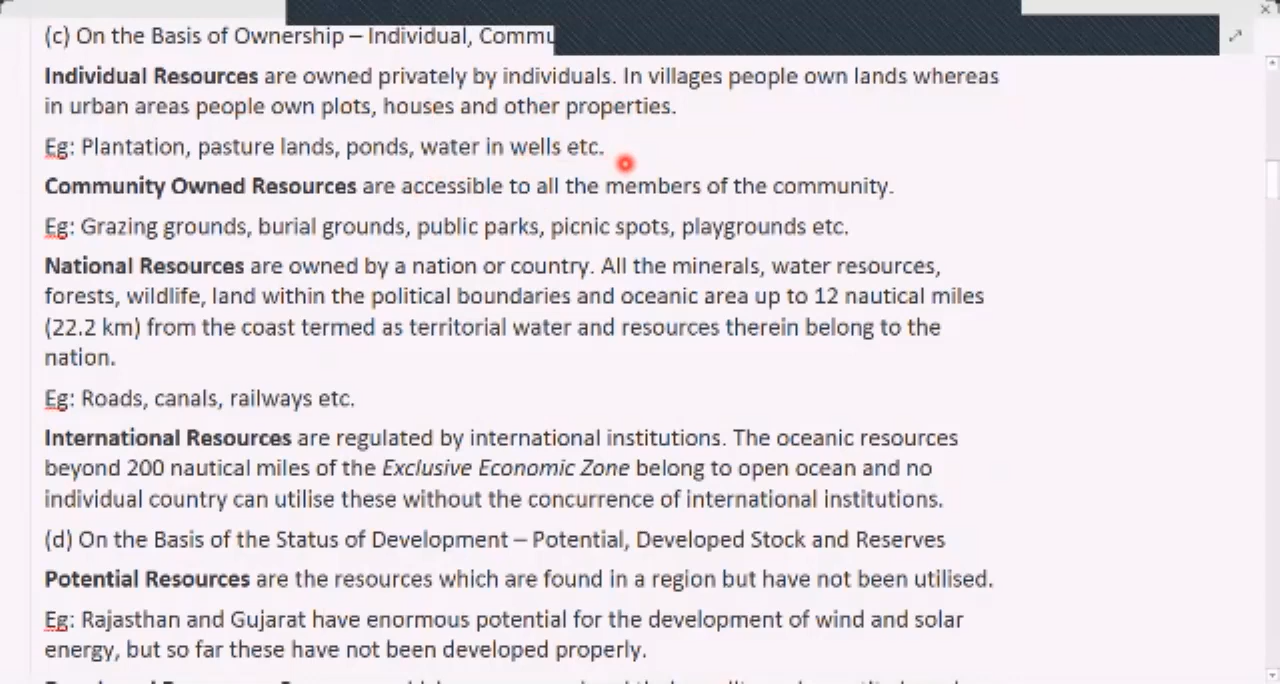 (c) On the Basis of Ownership – Individual,
Individual Resources are owned privately by individuals. In villages people own lands whereas
in urban areas people own plots, houses and other properties.
Eg: Plantation, pasture lands, ponds, water in wells etc.
Community Owned Resources are accessible to all the members of the community.
Eg: Grazing grounds, burial grounds, public parks, picnic spots, playgrounds etc.
National Resources are owned by a nation or country. All the minerals, water resources,
forests, wildlife, land within the political boundaries and oceanic area up to 12 nautical miles
(22.2 km) from the coast termed as territorial water and resources therein belong to the
nation.
Eg: Roads, canals, railways etc.
International Resources are regulated by international institutions. The oceanic resources
beyond 200 nautical miles of the Exclusive Economic Zone belong to open ocean and no
individual country can utilise these without the concurrence of international institutions.
(d) On the Basis of the Status of Development – Potential, Developed Stock and Reserves
Potential Resources are the resources which are found in a region but have not been utilised.
Eg: Rajasthan and Gujarat have enormous potential for the development of wind and solar
energy, but so far these have not been developed properly.